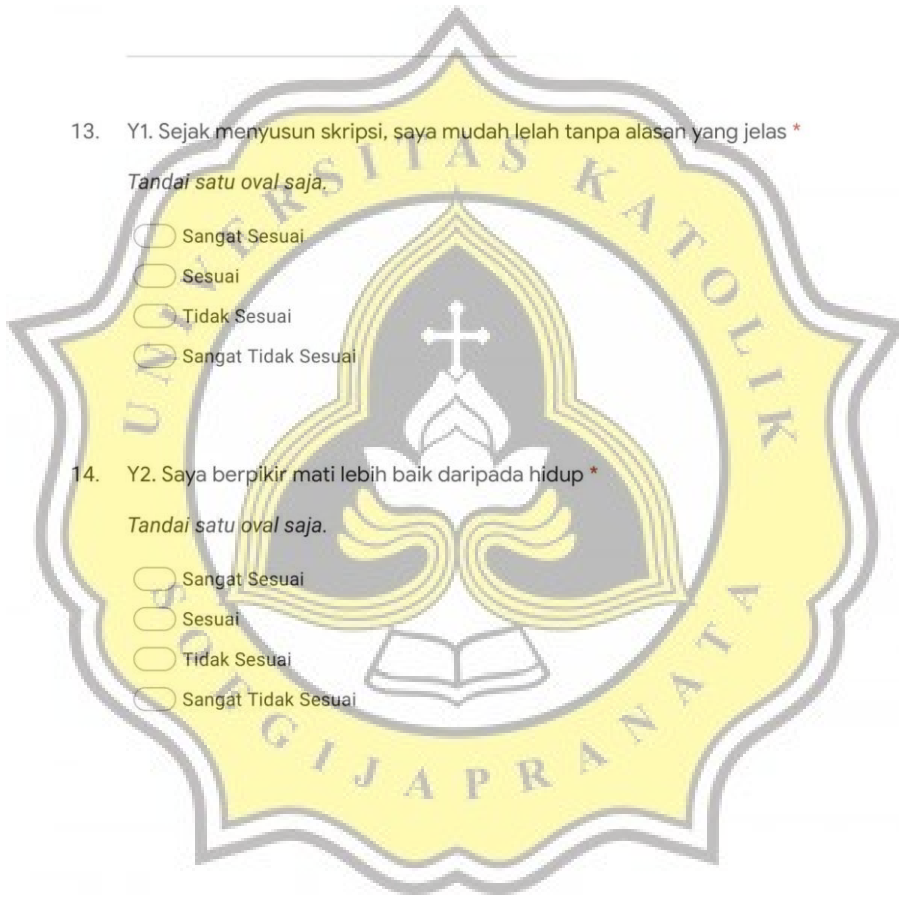 13. Y1. Sejak menyusun skripsi, saya mudah lelah tanpa alasan yang jelas *
Tandai satu oval saja.
Sangat Sesuai
Sesuai
Tidak Sesuai
Sangat Tidak Sesuai
14. Y2. Saya berpikir mati lebih baik daripada hidup *
Tandai satu oval saja.
Sangat Sesuai
Sesuai
Tidak Sesuai
Sangat Tidak Sesuai
UNIVERSITAS KATOLIK
SOEGIJAPRANATA